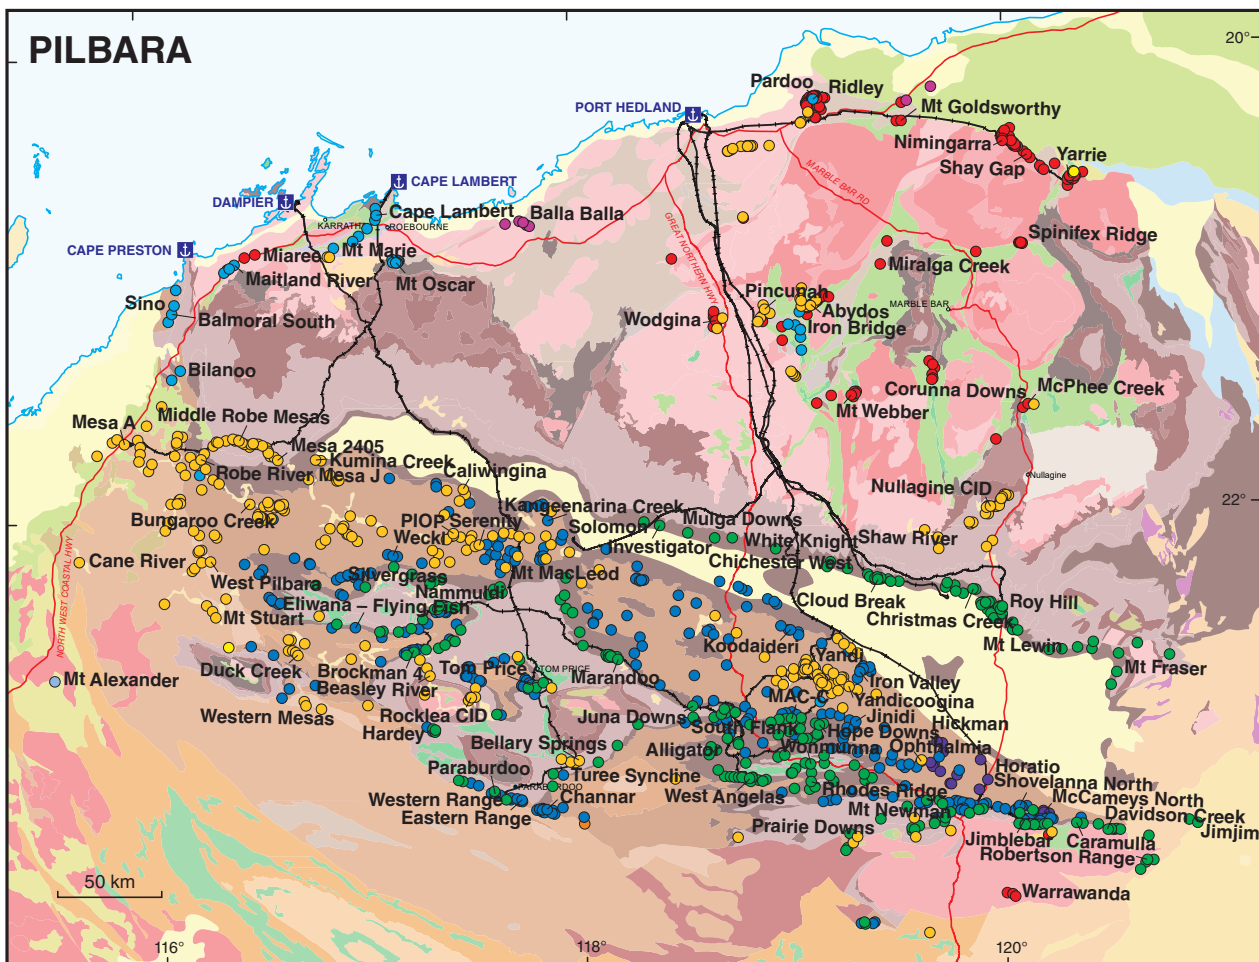 PILBARA
20°
Pardoo
Ridley
PORT HEDLAND
Mt Goldsworthy
Nimingarra
Shay Gap
Yarrie
MARBLE BAR RD
CAPE LAMBERT
DAMPIER
Cape Lambert
Balla Balla
KARRATHA
ROEBOURNE
GREAT NORTHERN HWY
Spinifex Ridge
CAPE PRESTON
Miaree
Mt Marie
Miralga Creek
Maitland River
Mt Oscar
Sino
Pincunah
MARBLE BAR
Abydos
Balmoral South
Wodgina
Iron Bridge
Bilanoo
Corunna Downs
McPhee Creek
Mt Webber
Mesa A
Middle Robe Mesas
Mesa 2405
Kumina Creek
Robe River Mesa J
Caliwingina
Nullagine
Nullagine CID
22°
Kangeenarina Creek
Bungaroo Creek
PIOP Serenity
Solomon
Mulga Downs
Wecki
Investigator
White Knight
Shaw River
Cane River
Chichester West
West Pilbara
Silvergrass
Mt MacLeod
NORTH WEST COASTAL HWY
Nammuldi
Eliwana – Flying Fish
Cloud Break
Roy Hill
Mt Stuart
Christmas Creek
Koodaideri
Yandi
Mt Lewin
Duck Creek
Brockman 4
Tom Price
TOM PRICE
Mt Fraser
Mt Alexander
Beasley River
Marandoo
Iron Valley
MAC-C
Yandicoogina
Western Mesas
Rocklea CID
Juna Downs
Jinidi
Hardey
South Flank
Hope Downs
Hickman
Bellary Springs
Alligator
Wonmunna
Ophthalmia
Paraburdoo
Turee Syncline
Horatio
PARABURDOO
Rhodes Ridge
Shovelanna North
Western Range
Channar
West Angelas
McCameys North
Eastern Range
Mt Newman
Davidson Creek
Prairie Downs
Jimjim
Jimblebar
Caramulla
Robertson Range
50 km
Warrawanda
116°
118°
120°